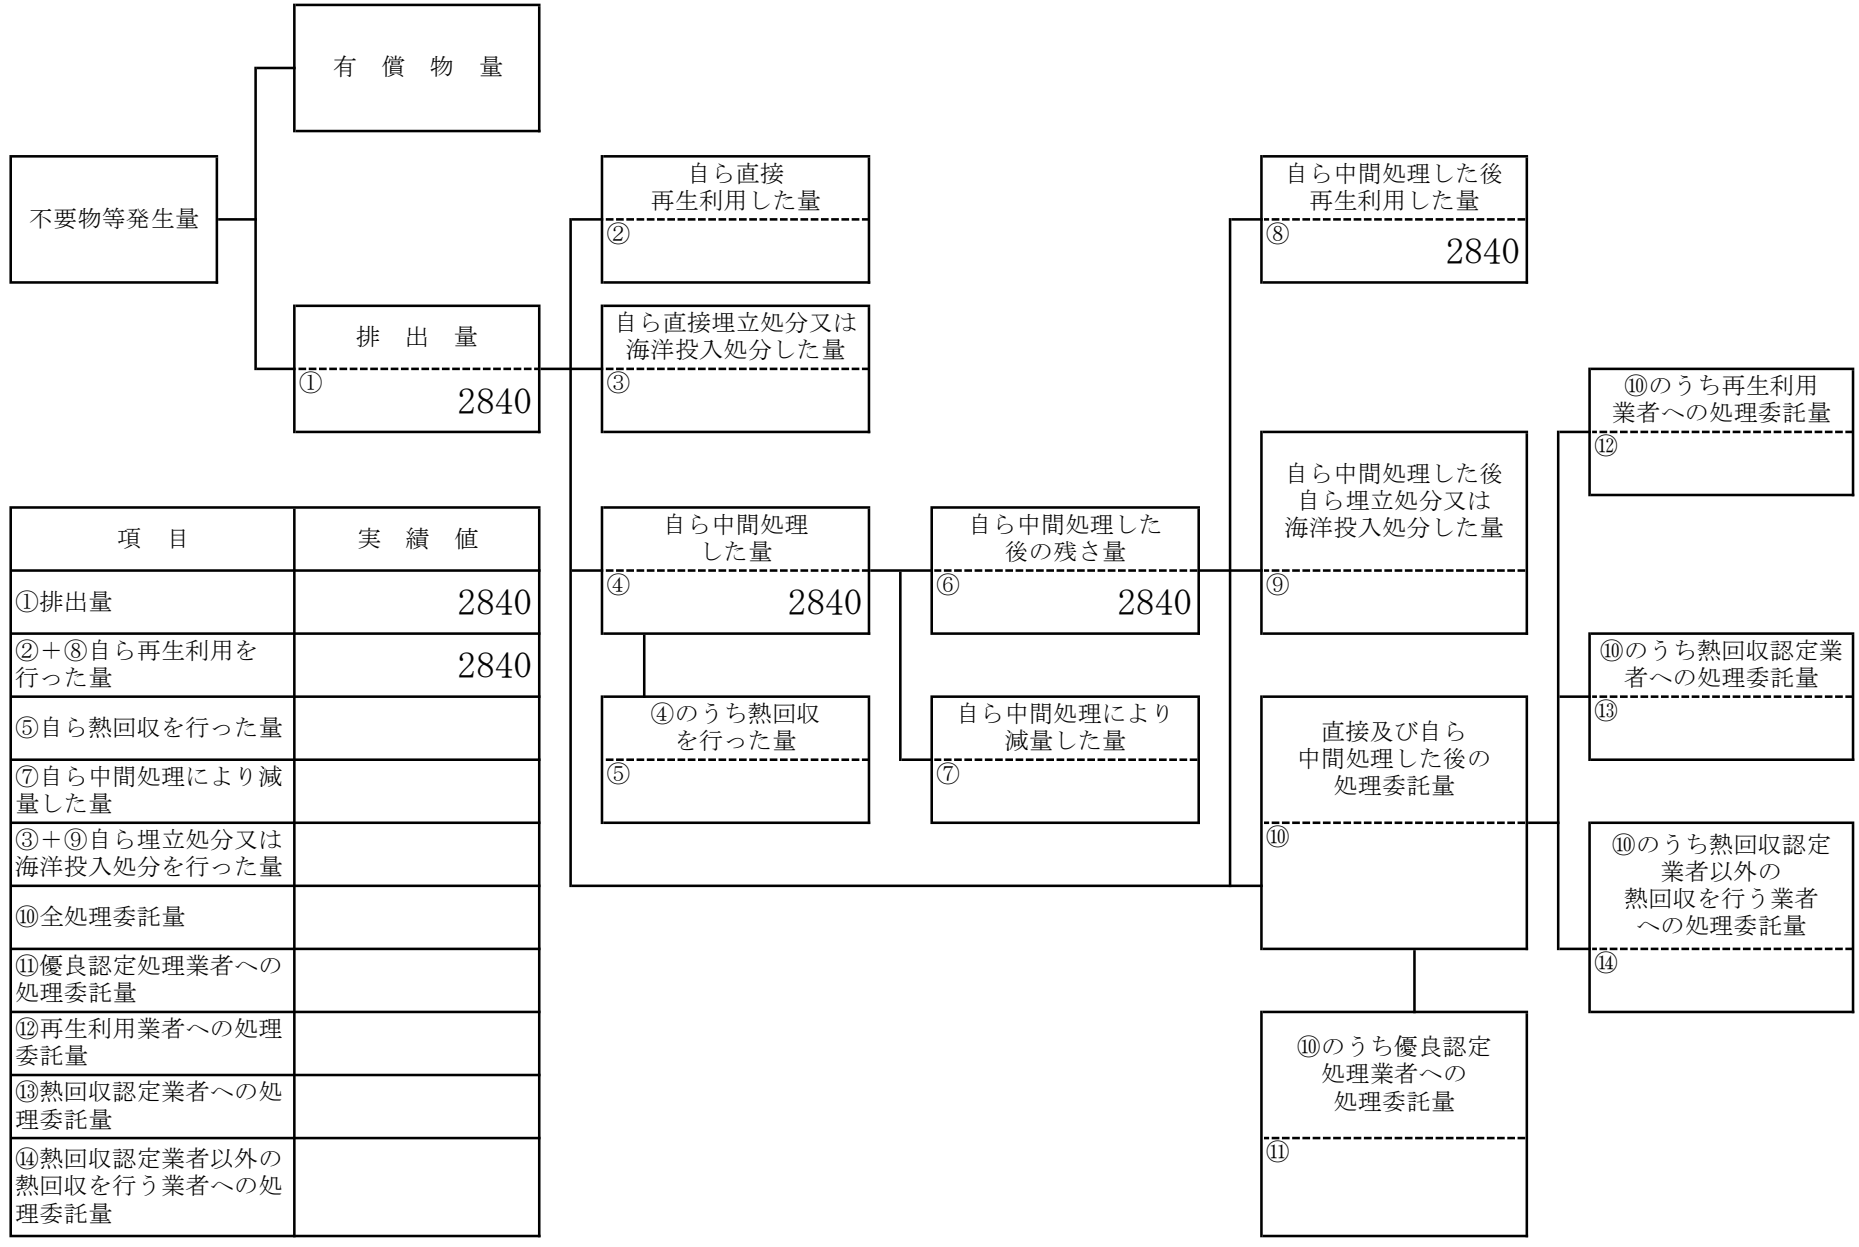 有 償 物 量
不要物等発生量
排 出 量
①
2840
自ら直接
再生利用した量
②
自ら直接埋立処分又は
海洋投入処分した量
③
自ら中間処理
した量
④
2840
④のうち熱回収
を行った量
⑤
自ら中間処理した
後の残さ量
⑥
2840
自ら中間処理により
減量した量
⑦
自ら中間処理した後
再生利用した量
⑧
2840
自ら中間処理した後
自ら埋立処分又は
海洋投入処分した量
⑨
直接及び自ら
中間処理した後の
処理委託量
⑩
⑩のうち優良認定
処理業者への
処理委託量
⑪
⑩のうち再生利用
業者への処理委託量
⑫
⑩のうち熱回収認定業
者への処理委託量
⑬
⑩のうち熱回収認定
業者以外の
熱回収を行う業者
への処理委託量
⑭
項 目 実 績 値
①排出量 2840
②＋⑧自ら再生利用を
行った量 2840
⑤自ら熱回収を行った量
⑦自ら中間処理により減
量した量
③＋⑨自ら埋立処分又は
海洋投入処分を行った量
⑩全処理委託量
⑪優良認定処理業者への
処理委託量
⑫再生利用業者への処理
委託量
⑬熱回収認定業者への処
理委託量
⑭熱回収認定業者以外の
熱回収を行う業者への処
理委託量